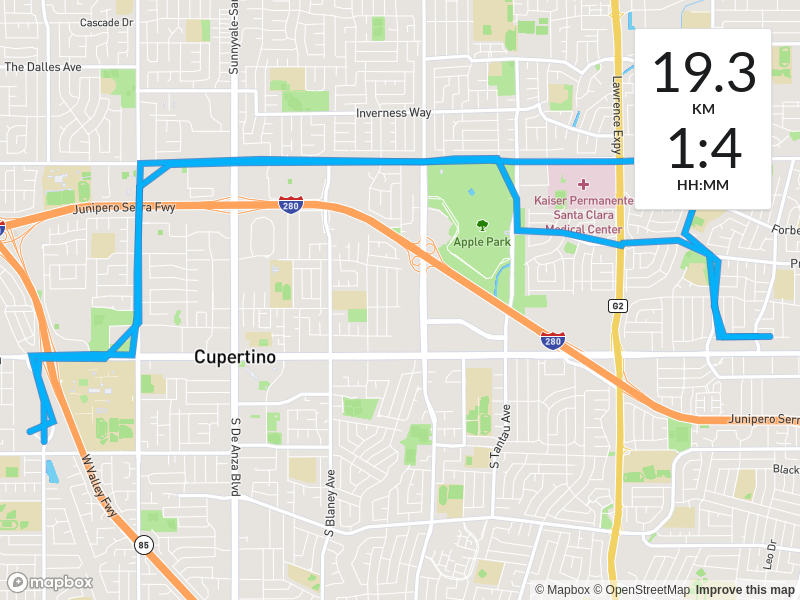 Cascade Dr
Sunnyvale-Sar
The Dalles Ave
19.3
KM
1:4
HH:MM
Inverness Way
Lawrence Expy
Kaiser Permanente
Santa Clara
Medical Center
280
Junipero Serra Fwy
Apple Park
Forbe
Pr
G2
280
Cupertino
S De Anza Blvd
S Tantau Ave
Junipero Serra
W Valley Fwy
S Blaney Ave
Black
85
Leo Dr
mapbox
© Mapbox © OpenStreetMap Improve this map